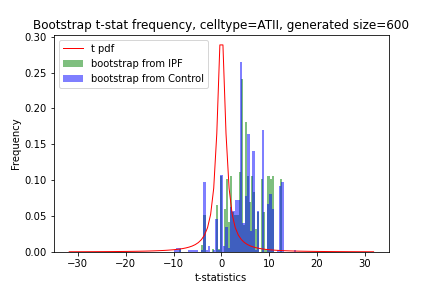 Bootstrap t-stat frequency, celltype=ATII, generated size=600
t pdf
bootstrap from IPF
bootstrap from Control
Frequency
0.30
0.25
0.20
0.15
0.10
0.05
0.00
−30 −20 −10 0 10 20 30
t-statistics